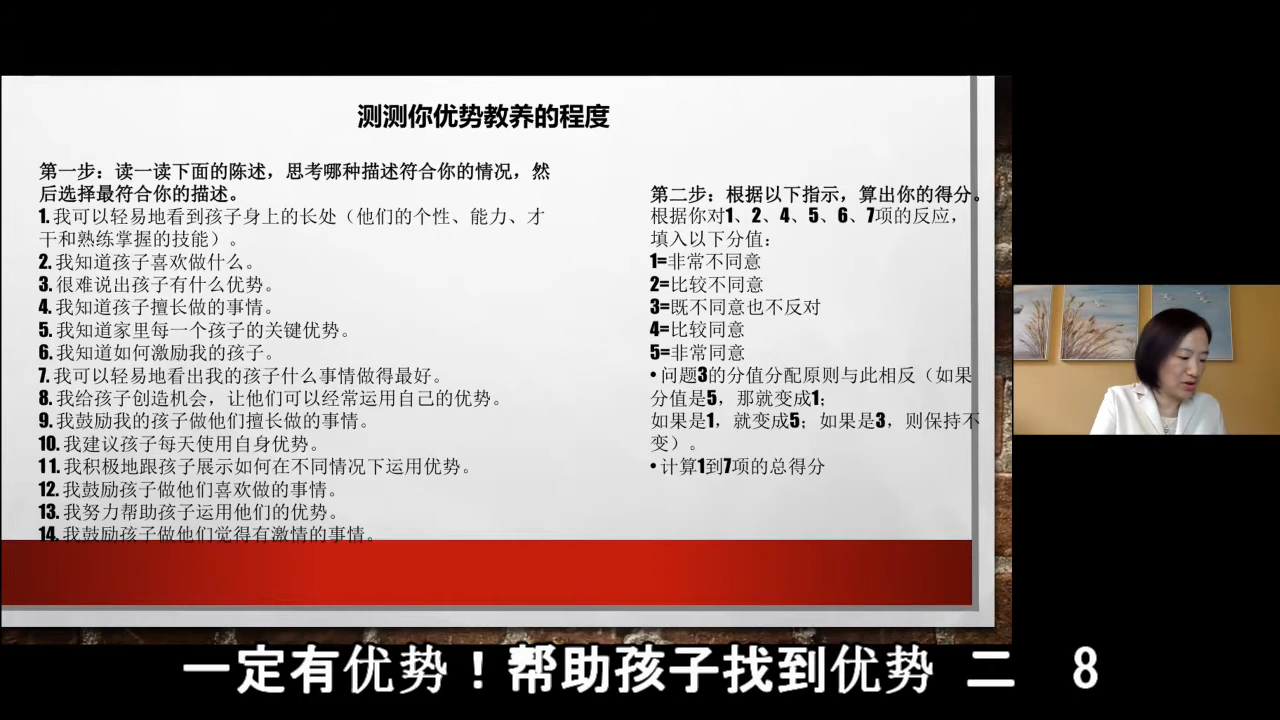 测测你优势教养的程度
第一步：读一读下面的陈述，思考哪种描述符合你的情况，然
后选择最符合你的描述。
1. 我可以轻易地看到孩子身上的长处（他们的个性、能力、才
干和熟练掌握的技能）。
2. 我知道孩子喜欢做什么。
3. 很难说出孩子有什么优势。
4. 我知道孩子擅长做的事情。
5. 我知道家里每一个孩子的关键优势。
6. 我知道如何激励我的孩子。
7. 我可以轻易地看出我的孩子什么事情做得最好。
8. 我给孩子创造机会，让他们可以经常运用自己的优势。
9. 我鼓励我的孩子做他们擅长做的事情。
10. 我建议孩子每天使用自身优势。
11. 我积极地跟孩子展示如何在不同情况下运用优势。
12. 我鼓励孩子做他们喜欢做的事情。
13. 我努力帮助孩子运用他们的优势。
14. 我鼓励孩子做他们觉得有激情的事情。
第二步：根据以下指示，算出你的得分。
根据你对1、2、4、5、6、7项的反应，
填入以下分值：
1=非常不同意
2=比较不同意
3=既不同意也不反对
4=比较同意
5=非常同意
• 问题3的分值分配原则与此相反（如果
分值是5，那就变成1；
如果是1，就变成5；如果是3，则保持不
变）。
• 计算1到7项的总得分
一定有优势！帮助孩子找到优势 二 8